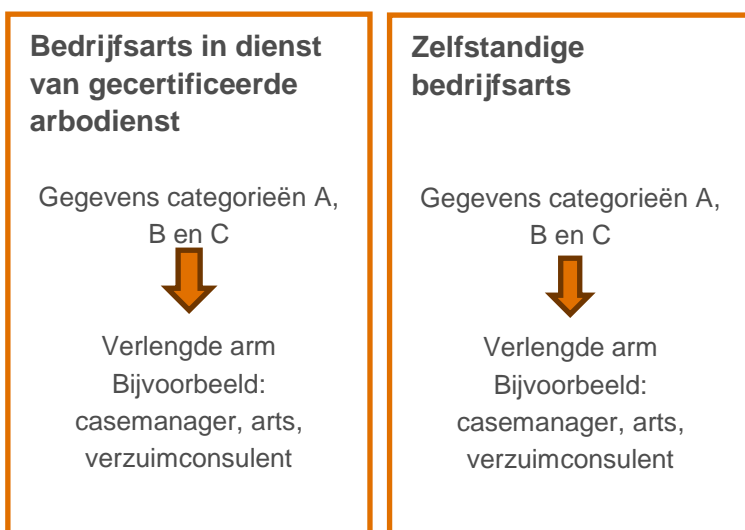 Bedrijfsarts in dienst
van gecertificeerde
arbodienst
Gegevens categorieën A,
B en C
Verlengde arm
Bijvoorbeeld:
casemanager, arts,
verzuimconsulent
Zelfstandige
bedrijfsarts
Gegevens categorieën A,
B en C
Verlengde arm
Bijvoorbeeld:
casemanager, arts,
verzuimconsulent